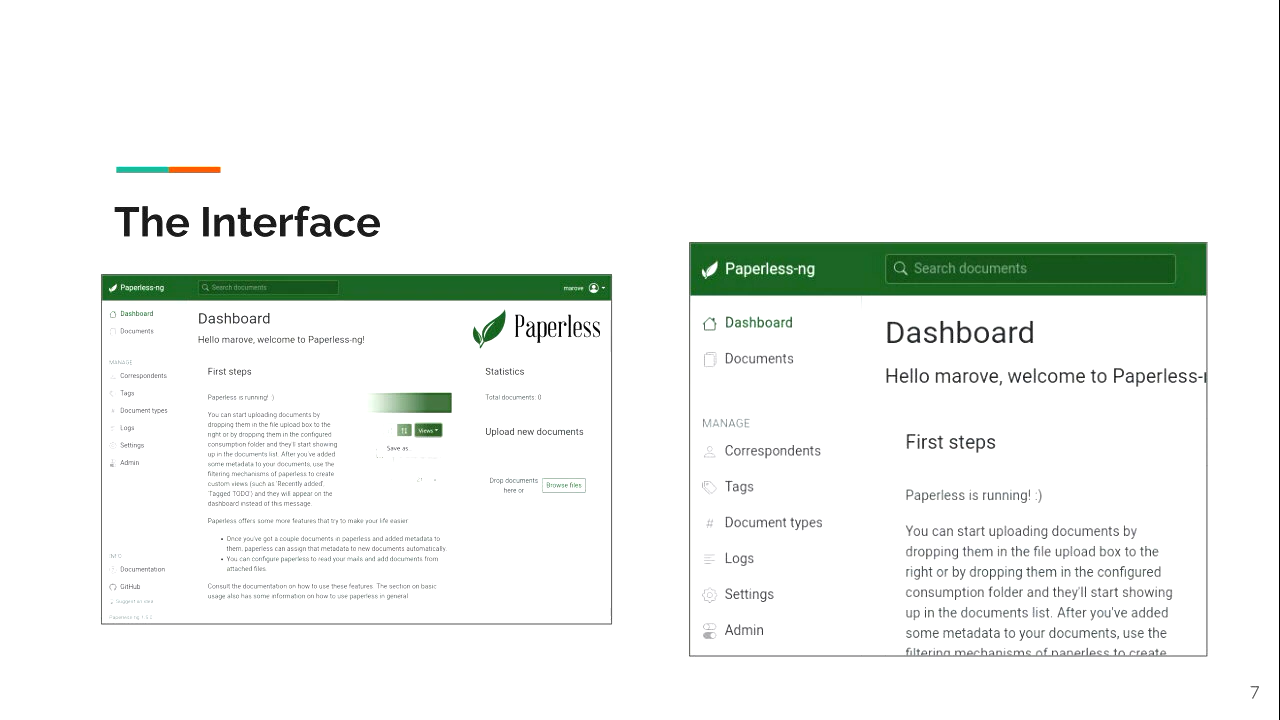 The Interface
Paperless-ng
Search documents
marove
Dashboard
Documents
MANAGE
Correspondents
Tags
Document types
Logs
Settings
Admin
INFO
Documentation
GitHub
Suggest an idea
Dashboard
Hello marove, welcome to Paperless-ng!
Paperless
First steps
Paperless is running! :)
You can start uploading documents by
dropping them in the file upload box to the
right or by dropping them in the configured
consumption folder and they'll start showing
up in the documents list. After you've added
some metadata to your documents, use the
filtering mechanisms of paperless to create
custom views (such as 'Recently added',
'Tagged TODO') and they will appear on the
dashboard instead of this message.
Views
Save as
Paperless offers some more features that try to make your life easier
• Once you've got a couple documents in paperless and added metadata to
them, paperless can assign that metadata to new documents automatically.
• You can configure paperless to read your mails and add documents from
attached files.
Consult the documentation on how to use these features. The section on basic
usage also has some information on how to use paperless in general
Statistics
Total documents: 0
Upload new documents
Drop documents
here or
Browse files
Paperless-ng
Search documents
Dashboard
Documents
MANAGE
Correspondents
Tags
Document types
Logs
Settings
Admin
Dashboard
Hello marove, welcome to Paperless-
First steps
Paperless is running! :)
You can start uploading documents by
dropping them in the file upload box to the
right or by dropping them in the configured
consumption folder and they'll start showing
up in the documents list. After you've added
some metadata to your documents, use the
filtering mechanisms of paperless to create
7